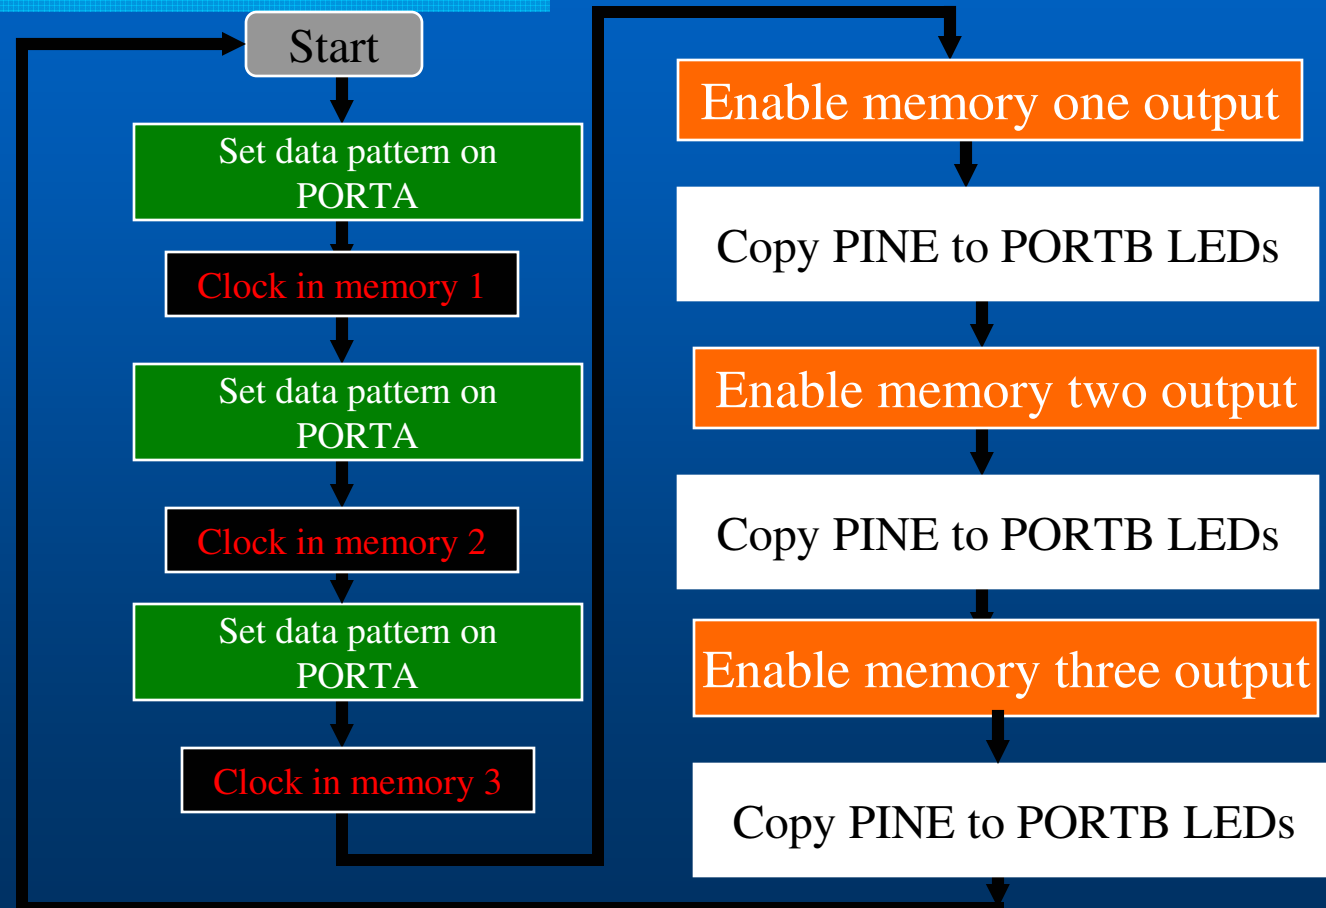 Start
Set data pattern on
PORTA
Clock in memory 1
Set data pattern on
PORTA
Clock in memory 2
Set data pattern on
PORTA
Clock in memory 3
Enable memory one output
Copy PINE to PORTB LEDs
Enable memory two output
Copy PINE to PORTB LEDs
Enable memory three output
Copy PINE to PORTB LEDs